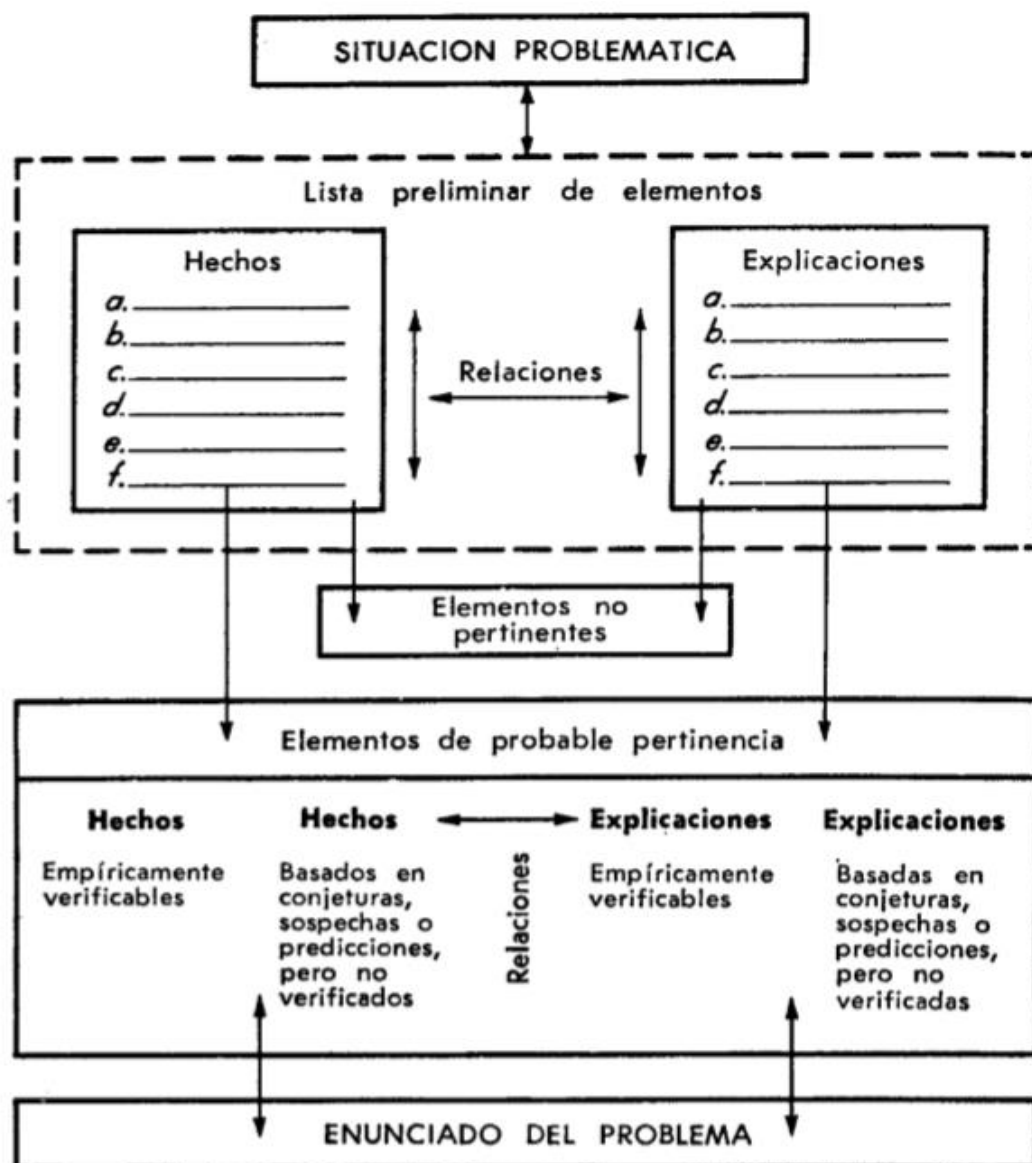 SITUACION PROBLEMATICA
Lista preliminar de elementos
Hechos
a.
b.
c.
d.
e.
f.
Relaciones
Explicaciones
a.
b.
c.
d.
e.
f.
Elementos no
pertinentes
Elementos de probable pertinencia
Hechos
Empíricamente
verificables
Hechos
Basados en
conjeturas,
sospechas o
predicciones,
pero no
verificados
Relaciones
Explicaciones
Empíricamente
verificables
Explicaciones
Basadas en
conjeturas,
sospechas o
predicciones,
pero no
verificadas
ENUNCIADO DEL PROBLEMA